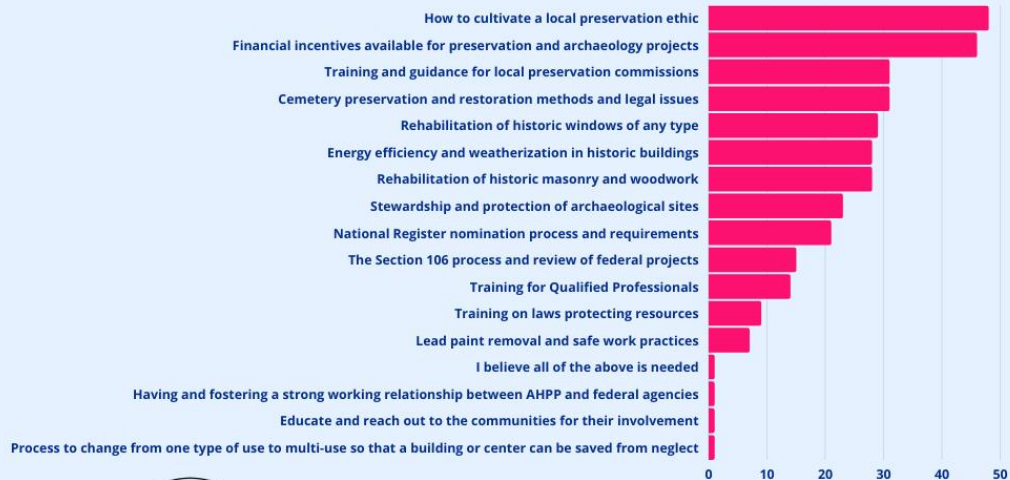 How to cultivate a local preservation ethic
Financial incentives available for preservation and archaeology projects
Training and guidance for local preservation commissions
Cemetery preservation and restoration methods and legal issues
Rehabilitation of historic windows of any type
Energy efficiency and weatherization in historic buildings
Rehabilitation of historic masonry and woodwork
Stewardship and protection of archaeological sites
National Register nomination process and requirements
The Section 106 process and review of federal projects
Training for Qualified Professionals
Training on laws protecting resources
Lead paint removal and safe work practices
I believe all of the above is needed
Having and fostering a strong working relationship between AHPP and federal agencies
Educate and reach out to the communities for their involvement
Process to change from one type of use to multi-use so that a building or center can be saved from neglect
0 10 20 30 40 50